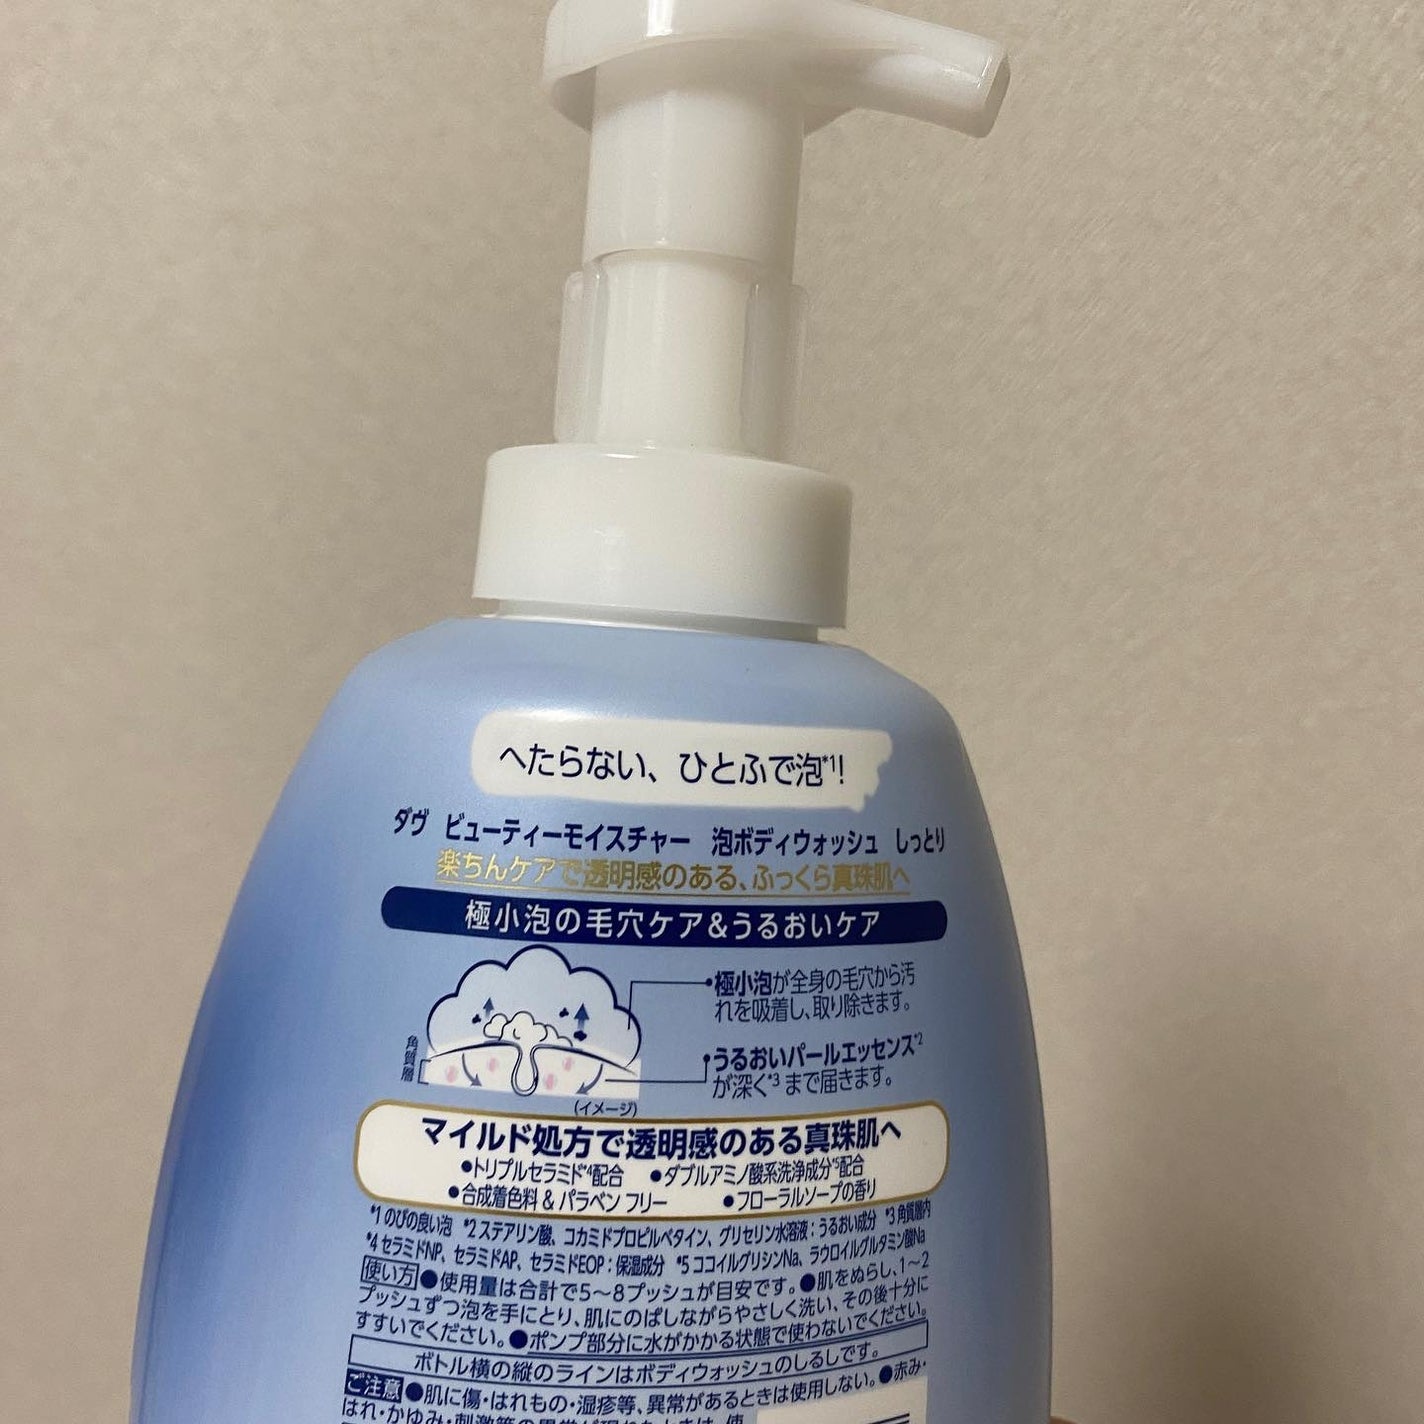 へたらない、ひとふで泡*1!
ダヴ ビューティーモイスチャー 泡ボディウォッシュ しっとり
楽ちんケアで透明感のある、ふっくら真珠肌へ
極小泡の毛穴ケア&うるおいケア
●極小泡が全身の毛穴から汚
れを吸着し、取り除きます。
角質層
●うるおいパールエッセンス*2
が深く*3 まで届きます。
(イメージ)
マイルド処方で透明感のある真珠肌へ
●トリプルセラミド*4配合 ●ダブルアミノ酸系洗浄成分*5配合
●合成着色料 & パラベン フリー ●フローラルソープの香り
*1 のびの良い泡 *2 ステアリン酸、コカミドプロピルベタイン、グリセリン水溶液:うるおい成分 *3 角質層内
*4 セラミドNP、セラミドAP、セラミドEOP:保湿成分 *5 ココイルグリシンNa、ラウロイルグルタミン酸Na
使い方 ●使用量は合計で5〜8プッシュが目安です。●肌をぬらし、1〜2
プッシュずつ泡を手にとり、肌にのばしながらやさしく洗い、その後十分に
すすいでください。●ポンプ部分に水がかかる状態で使わないでください。
ボトル横の縦のラインはボディウォッシュのしるしです。
ご注意 ●肌に傷・はれもの・湿疹等、異常があるときは使用しない。●赤み・
はれ・かゆみ・刺激等の異常が現れたときは、使